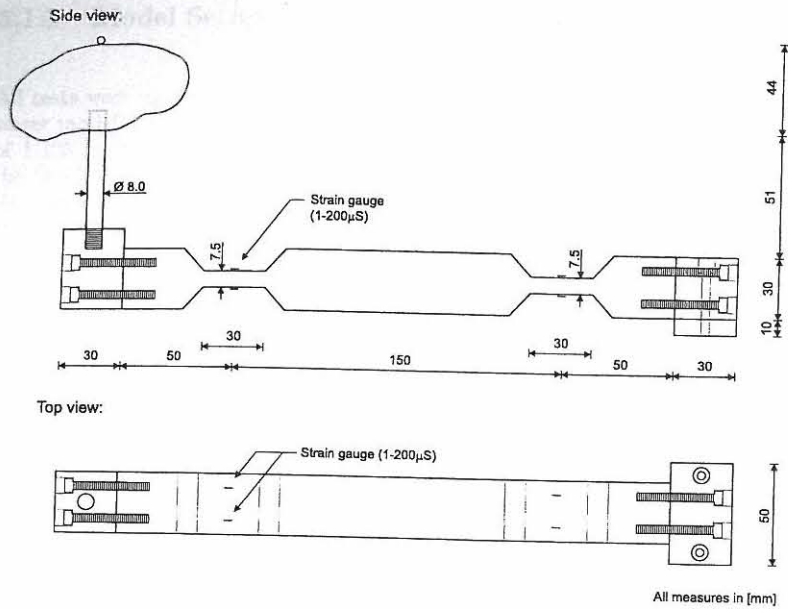 Side view:
44
51
30
10
Ø 8.0
Strain gauge
(1-200µS)
7.5
7.5
30
30
30
50
150
50
30
Top view:
Strain gauge (1-200µS)
50
All measures in [mm]